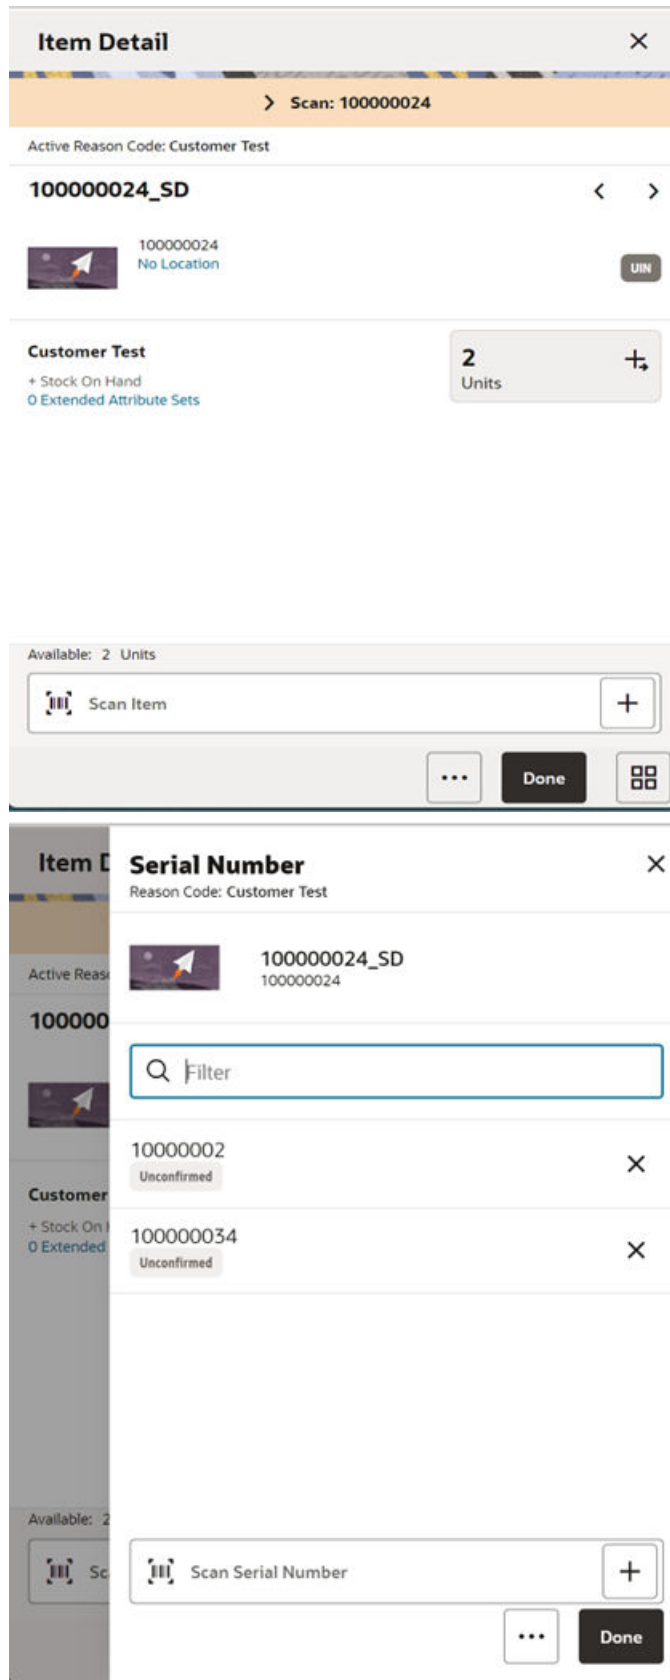 Item Detail
Scan: 100000024
Active Reason Code: Customer Test
100000024_SD
100000024
No Location
UIN
Customer Test
+ Stock On Hand
0 Extended Attribute Sets
2
Units
Available: 2 Units
Scan Item
Done
Item D
Serial Number
Reason Code: Customer Test
Active Reaso
100000
100000024_SD
100000024
Filter
10000002
Unconfirmed
Customer
+ Stock On H
0 Extended
100000034
Unconfirmed
Available: 2
Sc
Scan Serial Number
Done